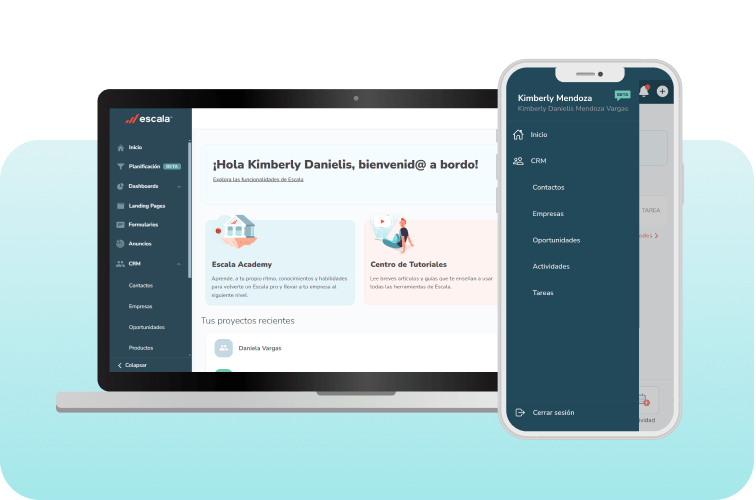 escala
Inicio
Planificación BETA
Dashboards
Landing Pages
Formularios
Anuncios
CRM
Contactos
Empresas
Oportunidades
Productos
Colapsar
¡Hola Kimberly Danielis, bienvenid@ a bordo!
Explora las funcionalidades de Escala
Escala Academy
Aprende, a tu propio ritmo, conocimientos y habilidades
para volverte un Escala pro y llevar a tu empresa al
siguiente nivel.
Centro de Tutoriales
Lee breves artículos y guías que te enseñan a usar
todas las herramientas de Escala.
Tus proyectos recientes
Daniela Vargas
Kimberly Mendoza BETA
Kimberly Danielis Mendoza Vargas
Inicio
CRM
Contactos
Empresas
Oportunidades
Actividades
Tareas
Cerrar sesión
TAREA
vidad